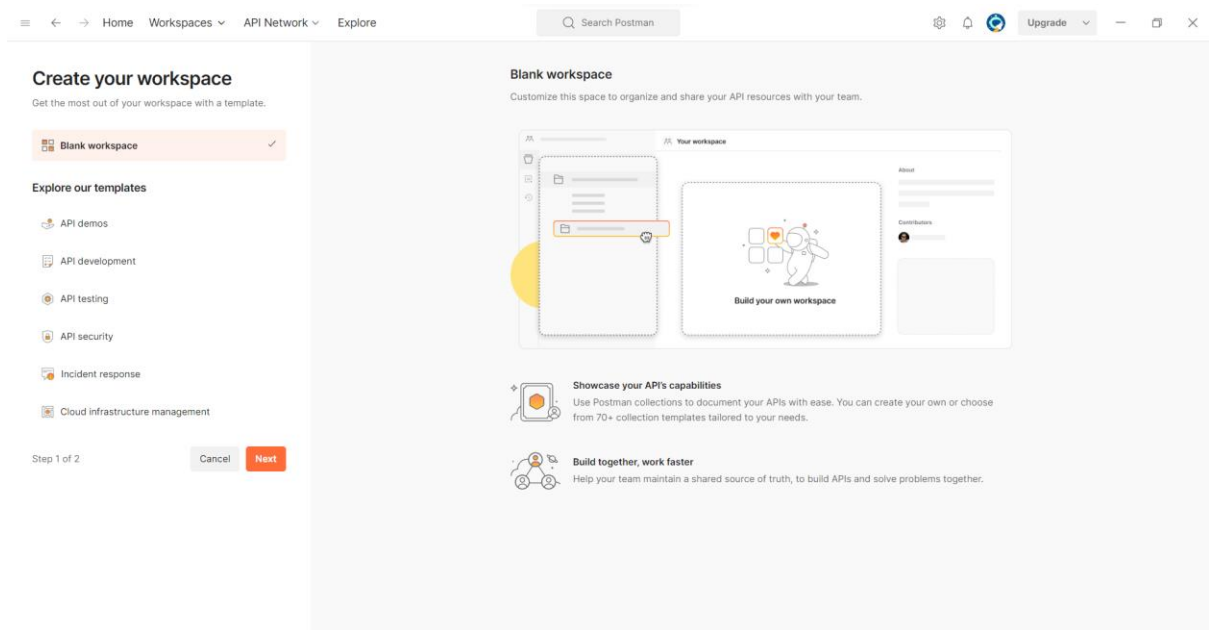 Home Workspaces API Network Explore
Search Postman
Upgrade
Create your workspace
Get the most out of your workspace with a template.
Blank workspace
Explore our templates
API demos
API development
API testing
API security
Incident response
Cloud infrastructure management
Step 1 of 2
Cancel
Next
Blank workspace
Customize this space to organize and share your API resources with your team.
Your workspace
About
Contributors
Build your own workspace
Showcase your API's capabilities
Use Postman collections to document your APIs with ease. You can create your own or choose
from 70+ collection templates tailored to your needs.
Build together, work faster
Help your team maintain a shared source of truth, to build APIs and solve problems together.